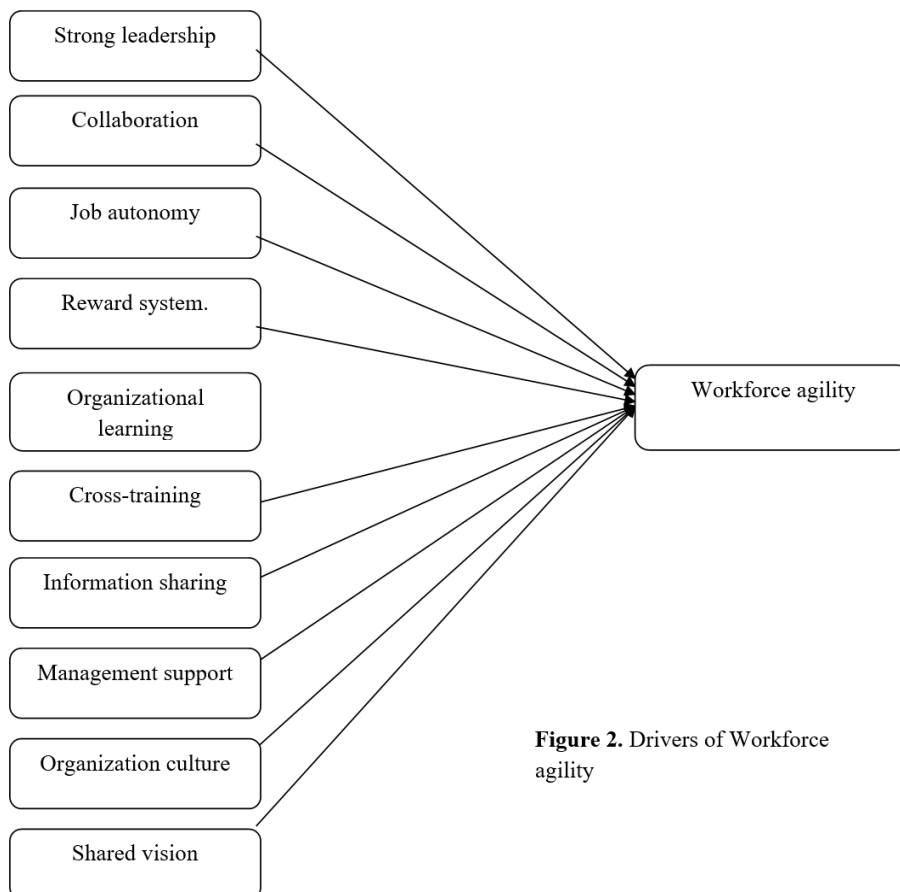 Strong leadership
Collaboration
Job autonomy
Reward system.
Organizational
learning
Cross-training
Information sharing
Management support
Organization culture
Shared vision
Workforce agility
Figure 2. Drivers of Workforce
agility